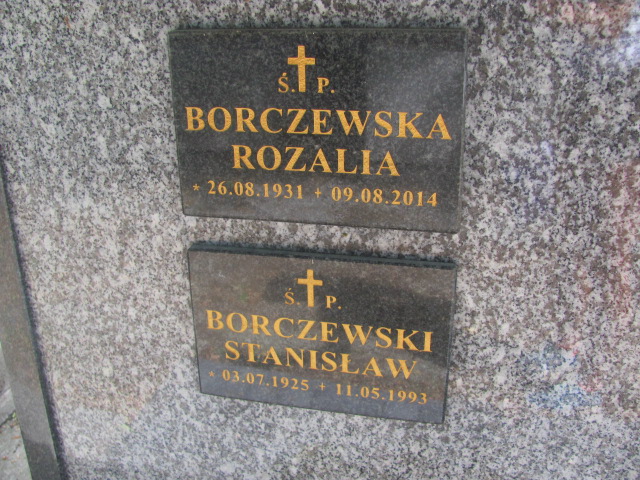 Ś. P.
BORCZEWSKA
ROZALIA
* 26.08.1931 + 09.08.2014
Ś. P.
BORCZEWSKI
STANISŁAW
* 03.07.1925 + 11.05.1993